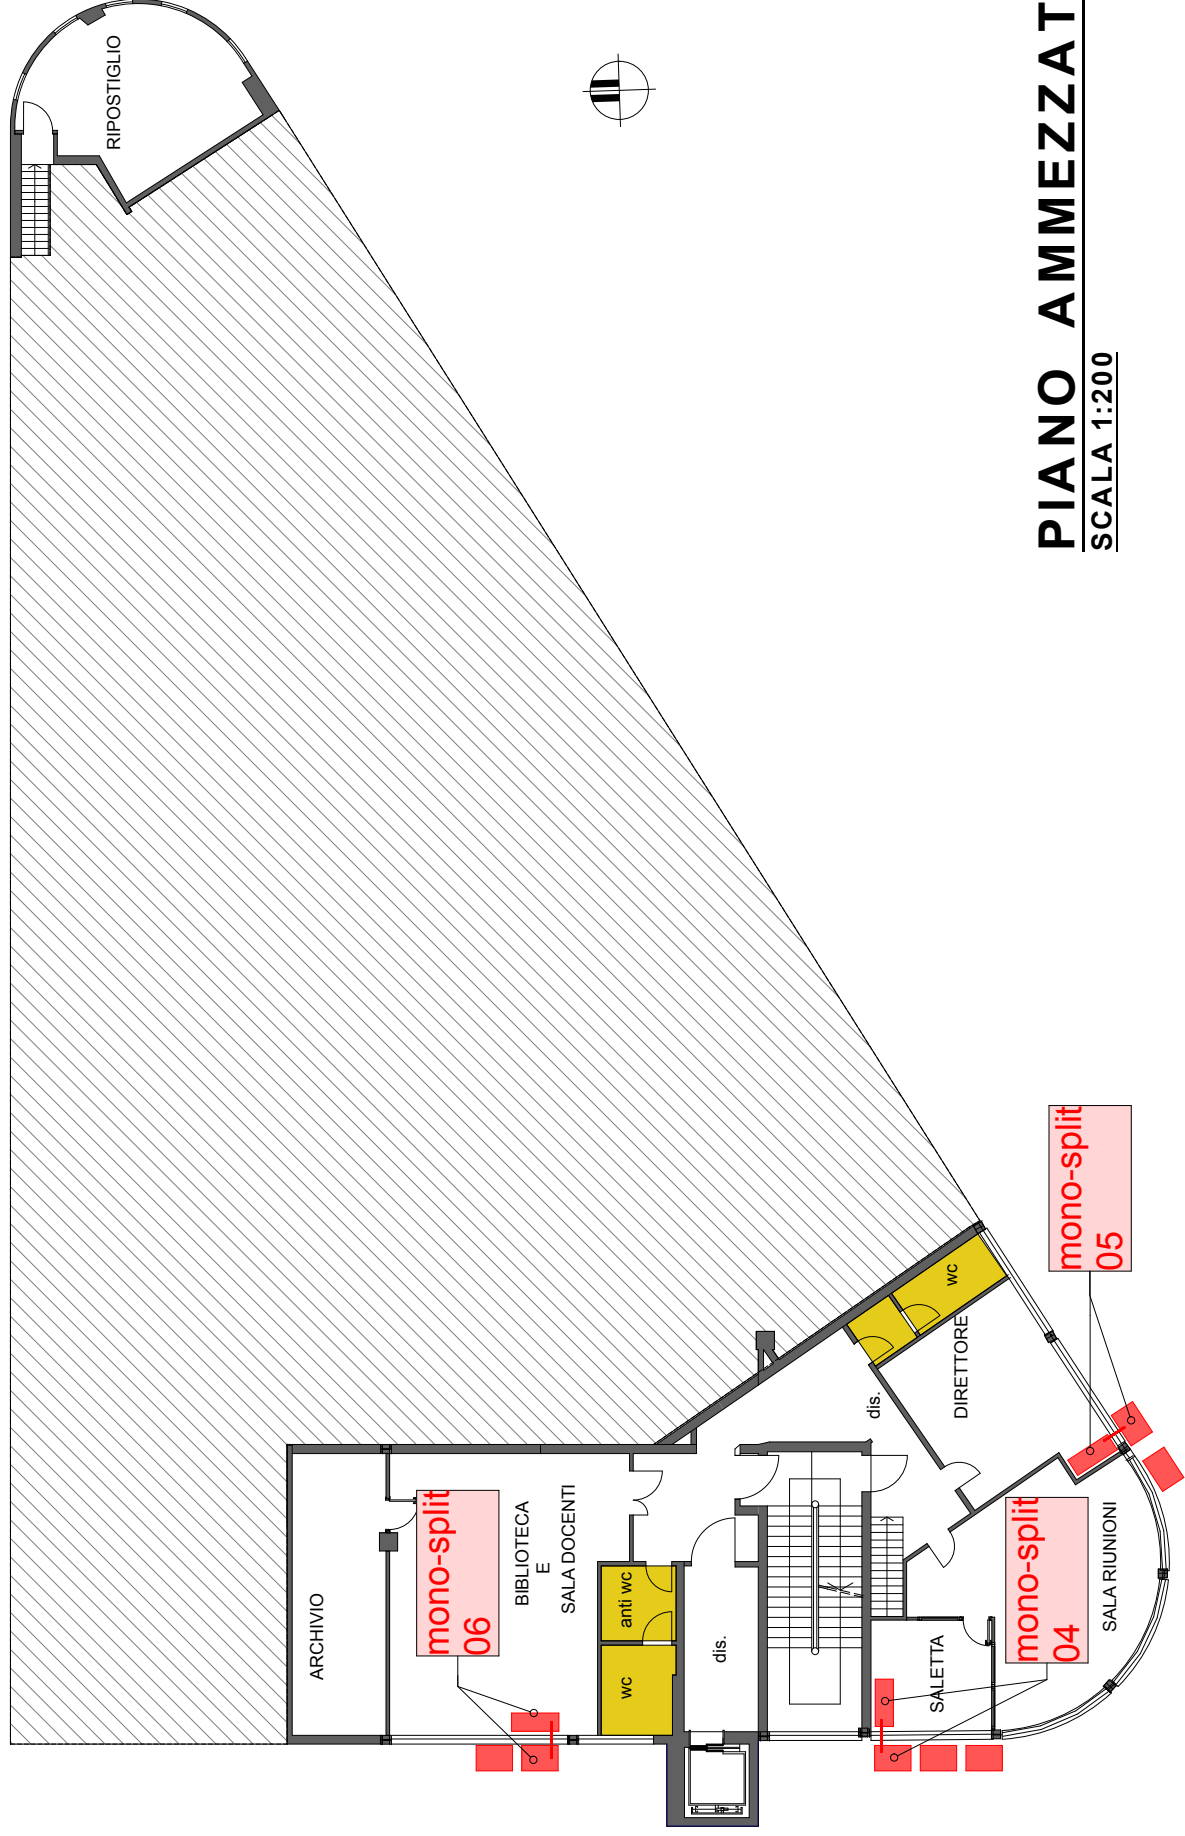 PIANO AMMEZZAT
SCALA 1:200
RIPOSTIGLIO
ARCHIVIO
mono-split
06
BIBLIOTECA
E
SALA DOCENTI
anti wc
wc
dis.
dis.
wc
DIRETTORE
mono-split
05
SALETTA
mono-split
04
SALA RIUNIONI